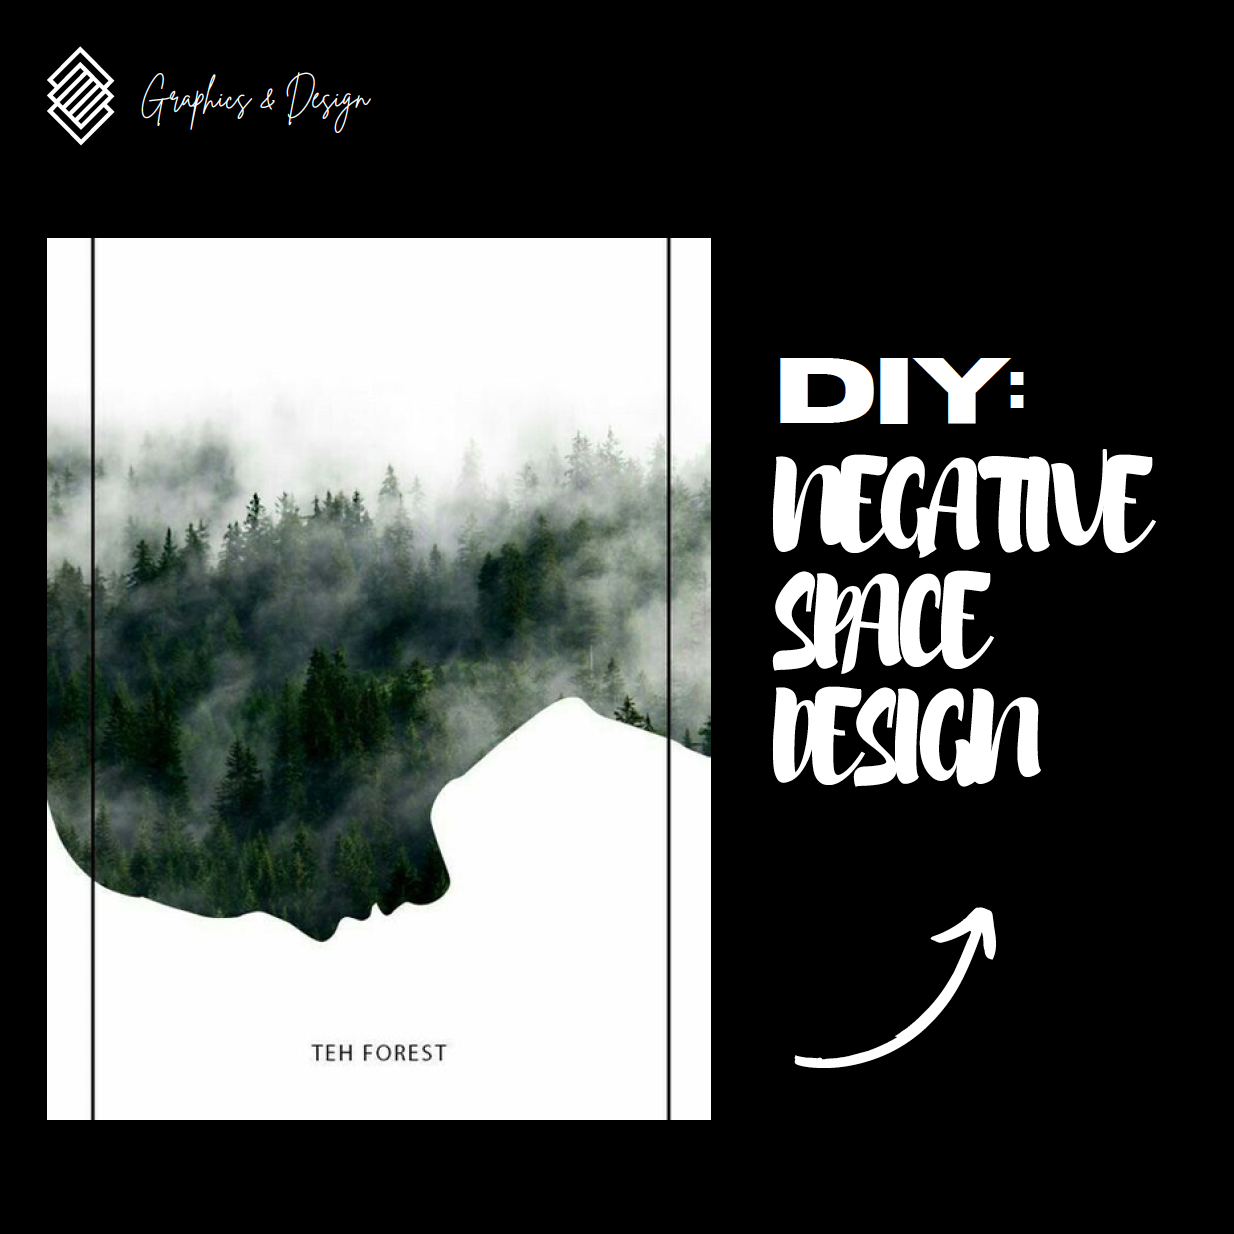 Graphics & Design
DIY:
NEGATIVE
SPACE
DESIGN
TEH FOREST